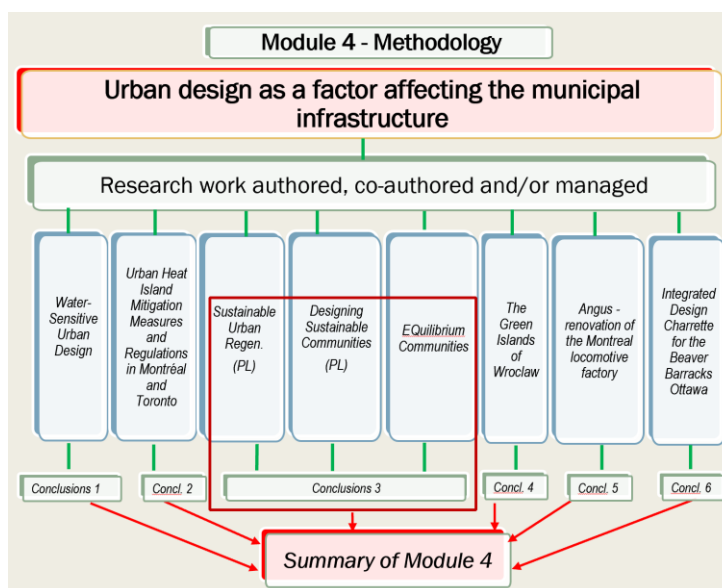 Module 4 - Methodology
Urban design as a factor affecting the municipal
infrastructure
Research work authored, co-authored and/or managed
Water-
Sensitive
Urban
Design
Urban Heat
Island
Mitigation
Measures
and
Regulations
in Montréal
and
Toronto
Sustainable
Urban
Regen.
(PL)
Designing
Sustainable
Communities
(PL)
EQuilibrium
Communities
The
Green
Islands
of
Wroclaw
Angus -
renovation of
the Montreal
locomotive
factory
Integrated
Design
Charrette
for the
Beaver
Barracks
Ottawa
Conclusions 1
Concl. 2
Conclusions 3
Concl. 4
Concl. 5
Concl. 6
Summary of Module 4